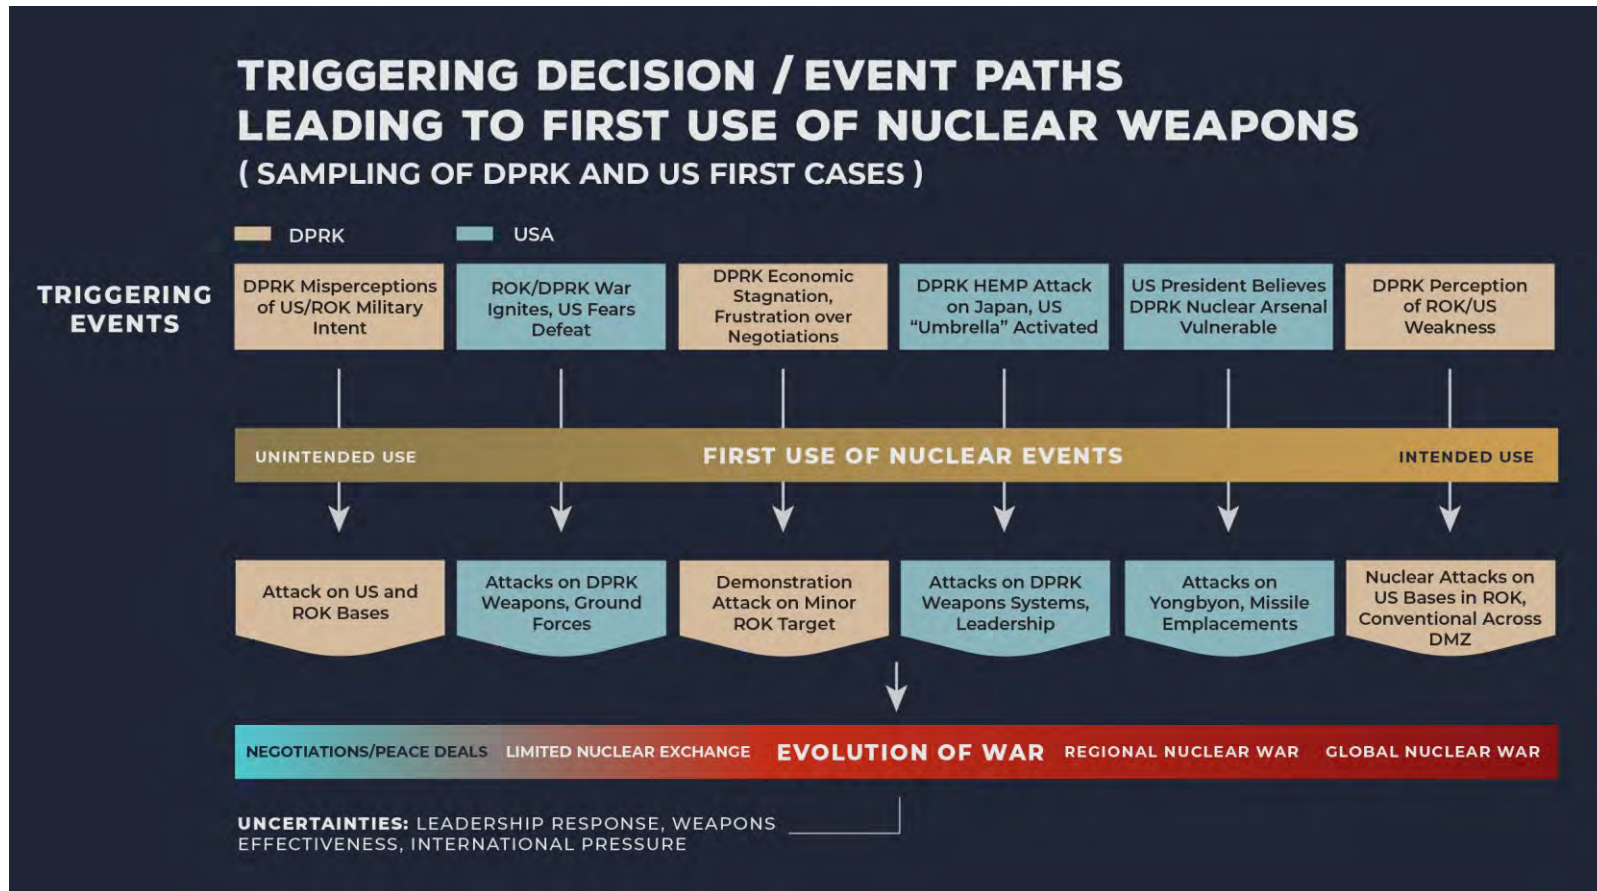 TRIGGERING DECISION / EVENT PATHS
LEADING TO FIRST USE OF NUCLEAR WEAPONS
( SAMPLING OF DPRK AND US FIRST CASES )
DPRK
USA
TRIGGERING
EVENTS
DPRK Misperceptions
of US/ROK Military
Intent
ROK/DPRK War
Ignites, US Fears
Defeat
DPRK Economic
Stagnation,
Frustration over
Negotiations
DPRK HEMP Attack
on Japan, US
“Umbrella” Activated
US President Believes
DPRK Nuclear Arsenal
Vulnerable
DPRK Perception
of ROK/US
Weakness
UNINTENDED USE
FIRST USE OF NUCLEAR EVENTS
INTENDED USE
Attack on US and
ROK Bases
Attacks on DPRK
Weapons, Ground
Forces
Demonstration
Attack on Minor
ROK Target
Attacks on DPRK
Weapons Systems,
Leadership
Attacks on
Yongbyon, Missile
Emplacements
Nuclear Attacks on
US Bases in ROK,
Conventional Across
DMZ
NEGOTIATIONS/PEACE DEALS
LIMITED NUCLEAR EXCHANGE
EVOLUTION OF WAR
REGIONAL NUCLEAR WAR
GLOBAL NUCLEAR WAR
UNCERTAINTIES: LEADERSHIP RESPONSE, WEAPONS
EFFECTIVENESS, INTERNATIONAL PRESSURE